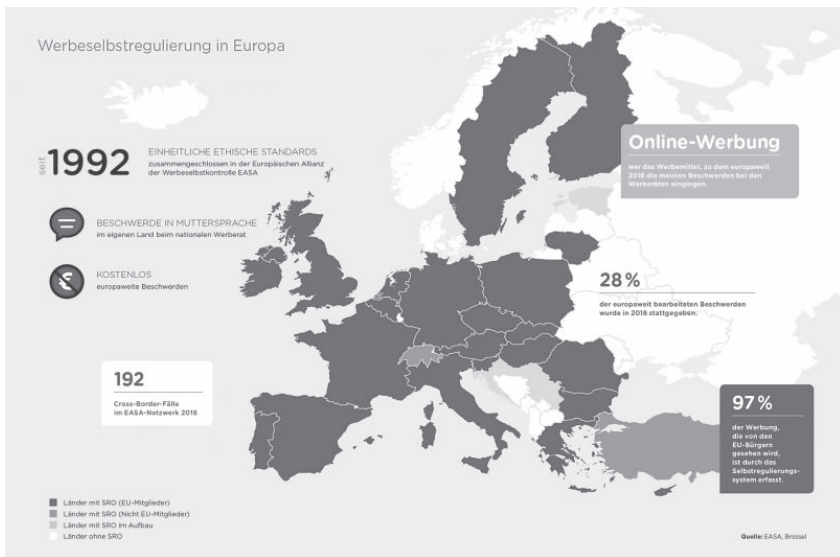 Werbeselbstregulierung in Europa
seit 1992
EINHEITLICHE ETHISCHE STANDARDS
zusammengeschlossen in der Europäischen Allianz
der Werbeselbstkontrolle EASA
BESCHWERDE IN MUTTERSPRACHE
im eigenen Land beim nationalen Werberat
KOSTENLOS
europaweite Beschwerden
Online-Werbung
war das Werbemittel, zu dem europaweit
2018 die meisten Beschwerden bei den
Werberäten eingingen.
28 %
der europaweit bearbeiteten Beschwerden
wurde in 2018 stattgegeben.
192
Cross-Border-Fälle
im EASA-Netzwerk 2018
97 %
der Werbung,
die von den
EU-Bürgern
gesehen wird,
ist durch das
Selbstregulierungs-
system erfasst.
Länder mit SRO (EU-Mitglieder)
Länder mit SRO (Nicht EU-Mitglieder)
Länder mit SRO im Aufbau
Länder ohne SRO
Quelle: EASA, Brüssel